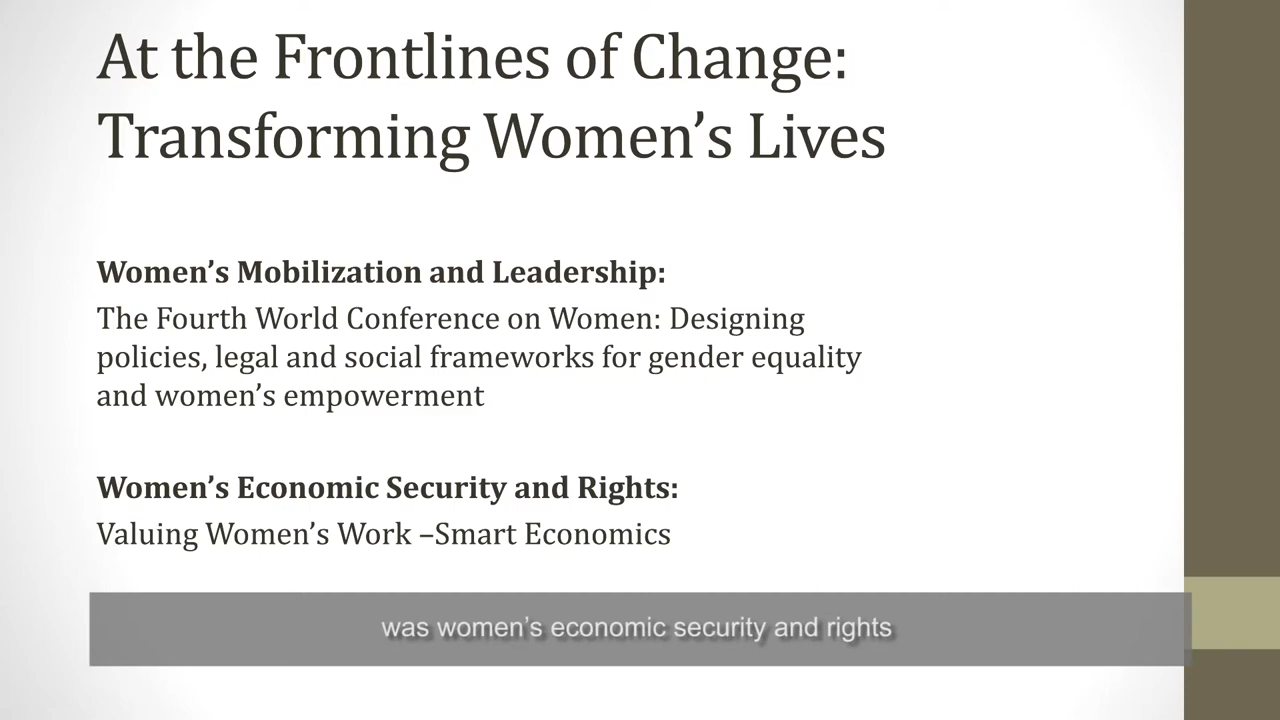 At the Frontlines of Change:
Transforming Women’s Lives
Women’s Mobilization and Leadership:
The Fourth World Conference on Women: Designing
policies, legal and social frameworks for gender equality
and women’s empowerment
Women’s Economic Security and Rights:
Valuing Women’s Work –Smart Economics
was women’s economic security and rights